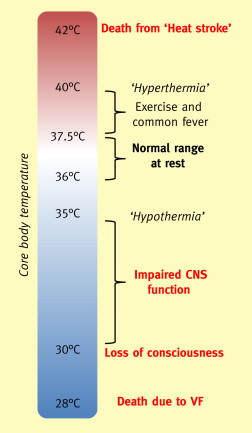 42°C Death from 'Heat stroke'
40°C 'Hyperthermia'
Exercise and
common fever
37.5°C
Normal range
at rest
36°C
35°C 'Hypothermia'
Core body temperature
Impaired CNS
function
30°C Loss of consciousness
28°C Death due to VF